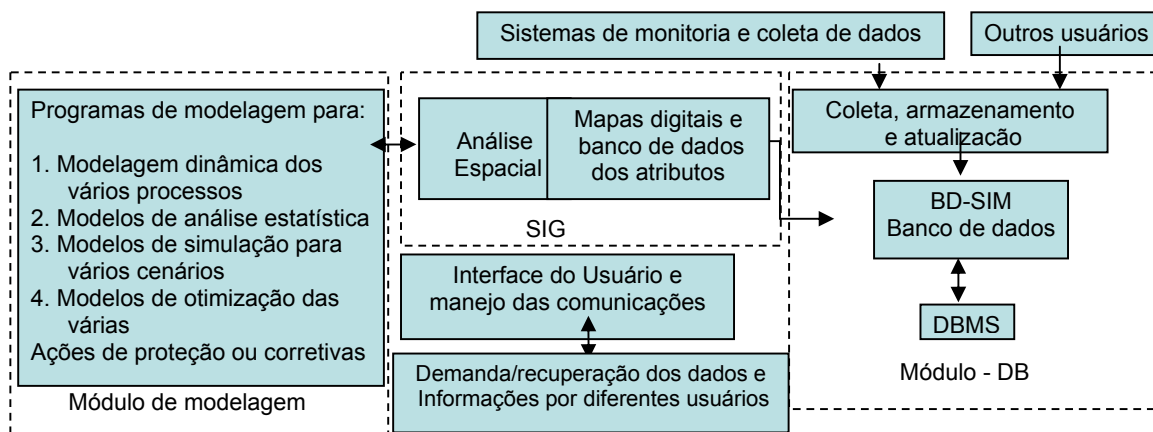 Sistemas de monitoria e coleta de dados
Outros usuários
Programas de modelagem para:
1. Modelagem dinâmica dos
vários processos
2. Modelos de análise estatística
3. Modelos de simulação para
vários cenários
4. Modelos de otimização das
várias
Ações de proteção ou corretivas
Módulo de modelagem
Análise
Espacial
Mapas digitais e
banco de dados
dos atributos
SIG
Interface do Usuário e
manejo das comunicações
Demanda/recuperação dos dados e
Informações por diferentes usuários
Coleta, armazenamento
e atualização
BD-SIM
Banco de dados
DBMS
Módulo - DB